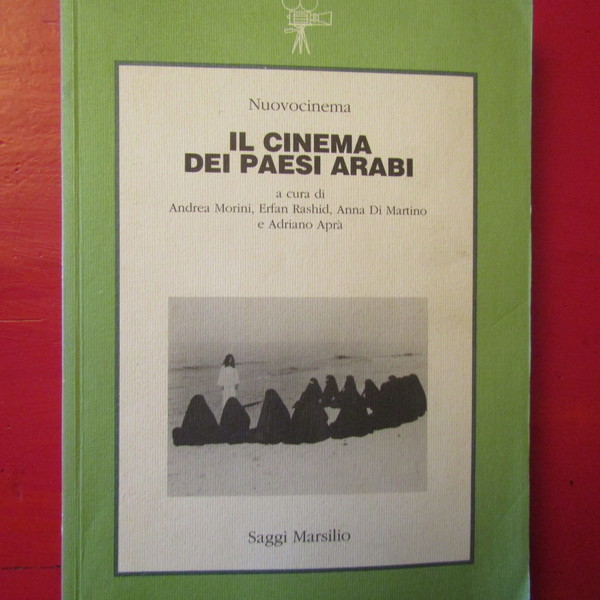 Nuovocinema
IL CINEMA
DEI PAESI ARABI
a cura di
Andrea Morini, Erfan Rashid, Anna Di Martino
e Adriano Aprà
Saggi Marsilio